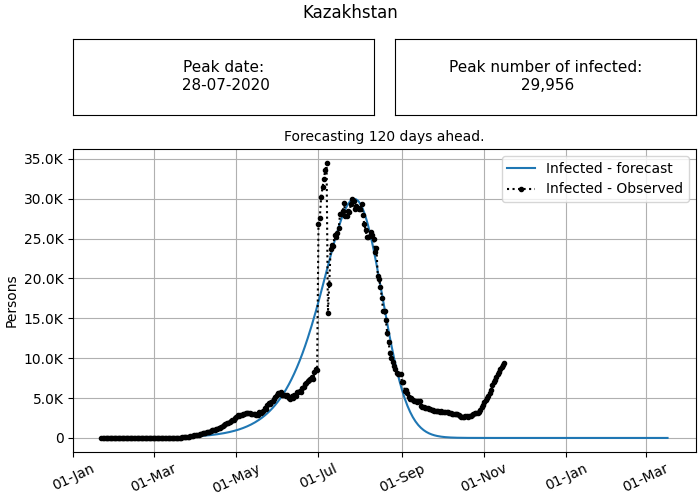 Kazakhstan
Peak date:
28-07-2020
Peak number of infected:
29,956
Forecasting 120 days ahead.
35.0K
30.0K
25.0K
20.0K
15.0K
10.0K
5.0K
0
Persons
Infected - forecast
Infected - Observed
01-Jan
01-Mar
01-May
01-Jul
01-Sep
01-Nov
01-Jan
01-Mar